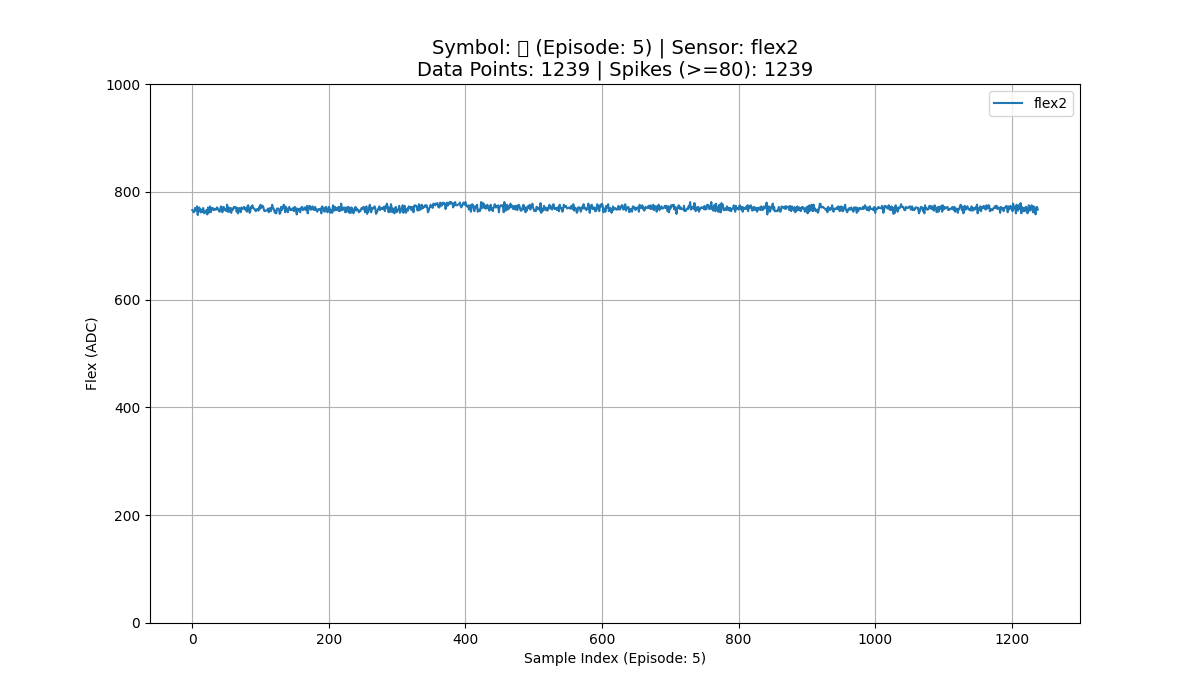 Symbol: (Episode: 5) | Sensor: flex2
Data Points: 1239 | Spikes (>=80): 1239
flex2
1000
800
600
400
200
0
Flex (ADC)
0 200 400 600 800 1000 1200
Sample Index (Episode: 5)